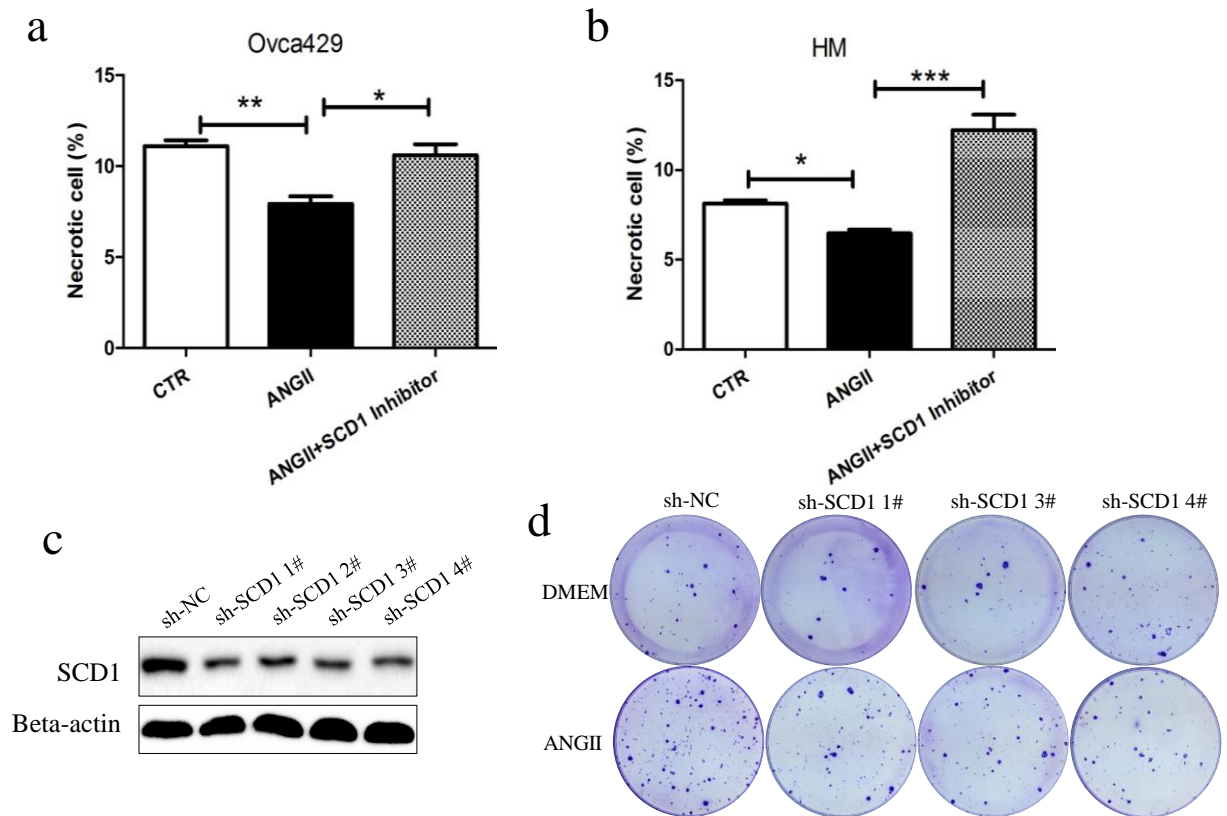 a
Ovca429
Necrotic cell (%)
15
10
5
0
**
*
CTR
ANGII
ANGII+SCD1 Inhibitor
b
HM
Necrotic cell (%)
15
10
5
0
*
***
CTR
ANGII
ANGII+SCD1 Inhibitor
c
sh-NC
sh-SCD1 1#
sh-SCD1 2#
sh-SCD1 3#
sh-SCD1 4#
SCD1
Beta-actin
d
sh-NC sh-SCD1 1# sh-SCD1 3# sh-SCD1 4#
DMEM
ANGII